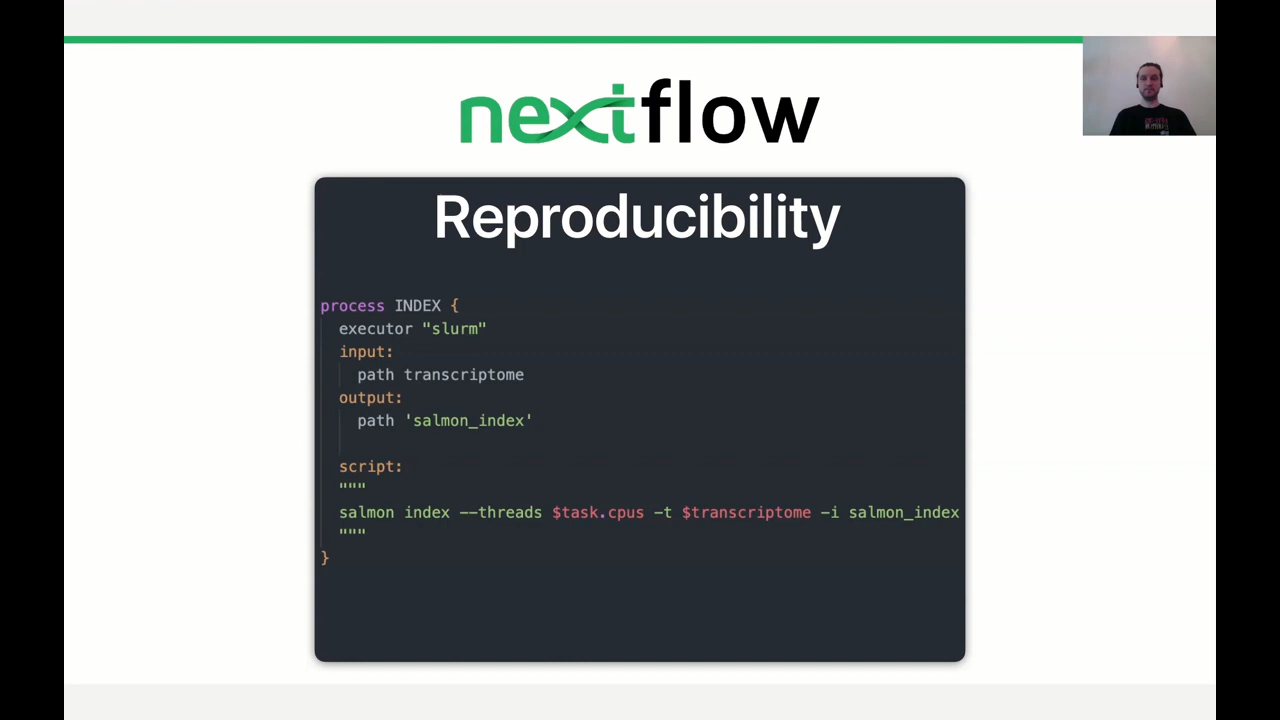 nextflow
Reproducibility
process INDEX {
executor "slurm"
input:
path transcriptome
output:
path 'salmon_index'
script:
"""
salmon index --threads $task.cpus -t $transcriptome -i salmon_index
"""
}